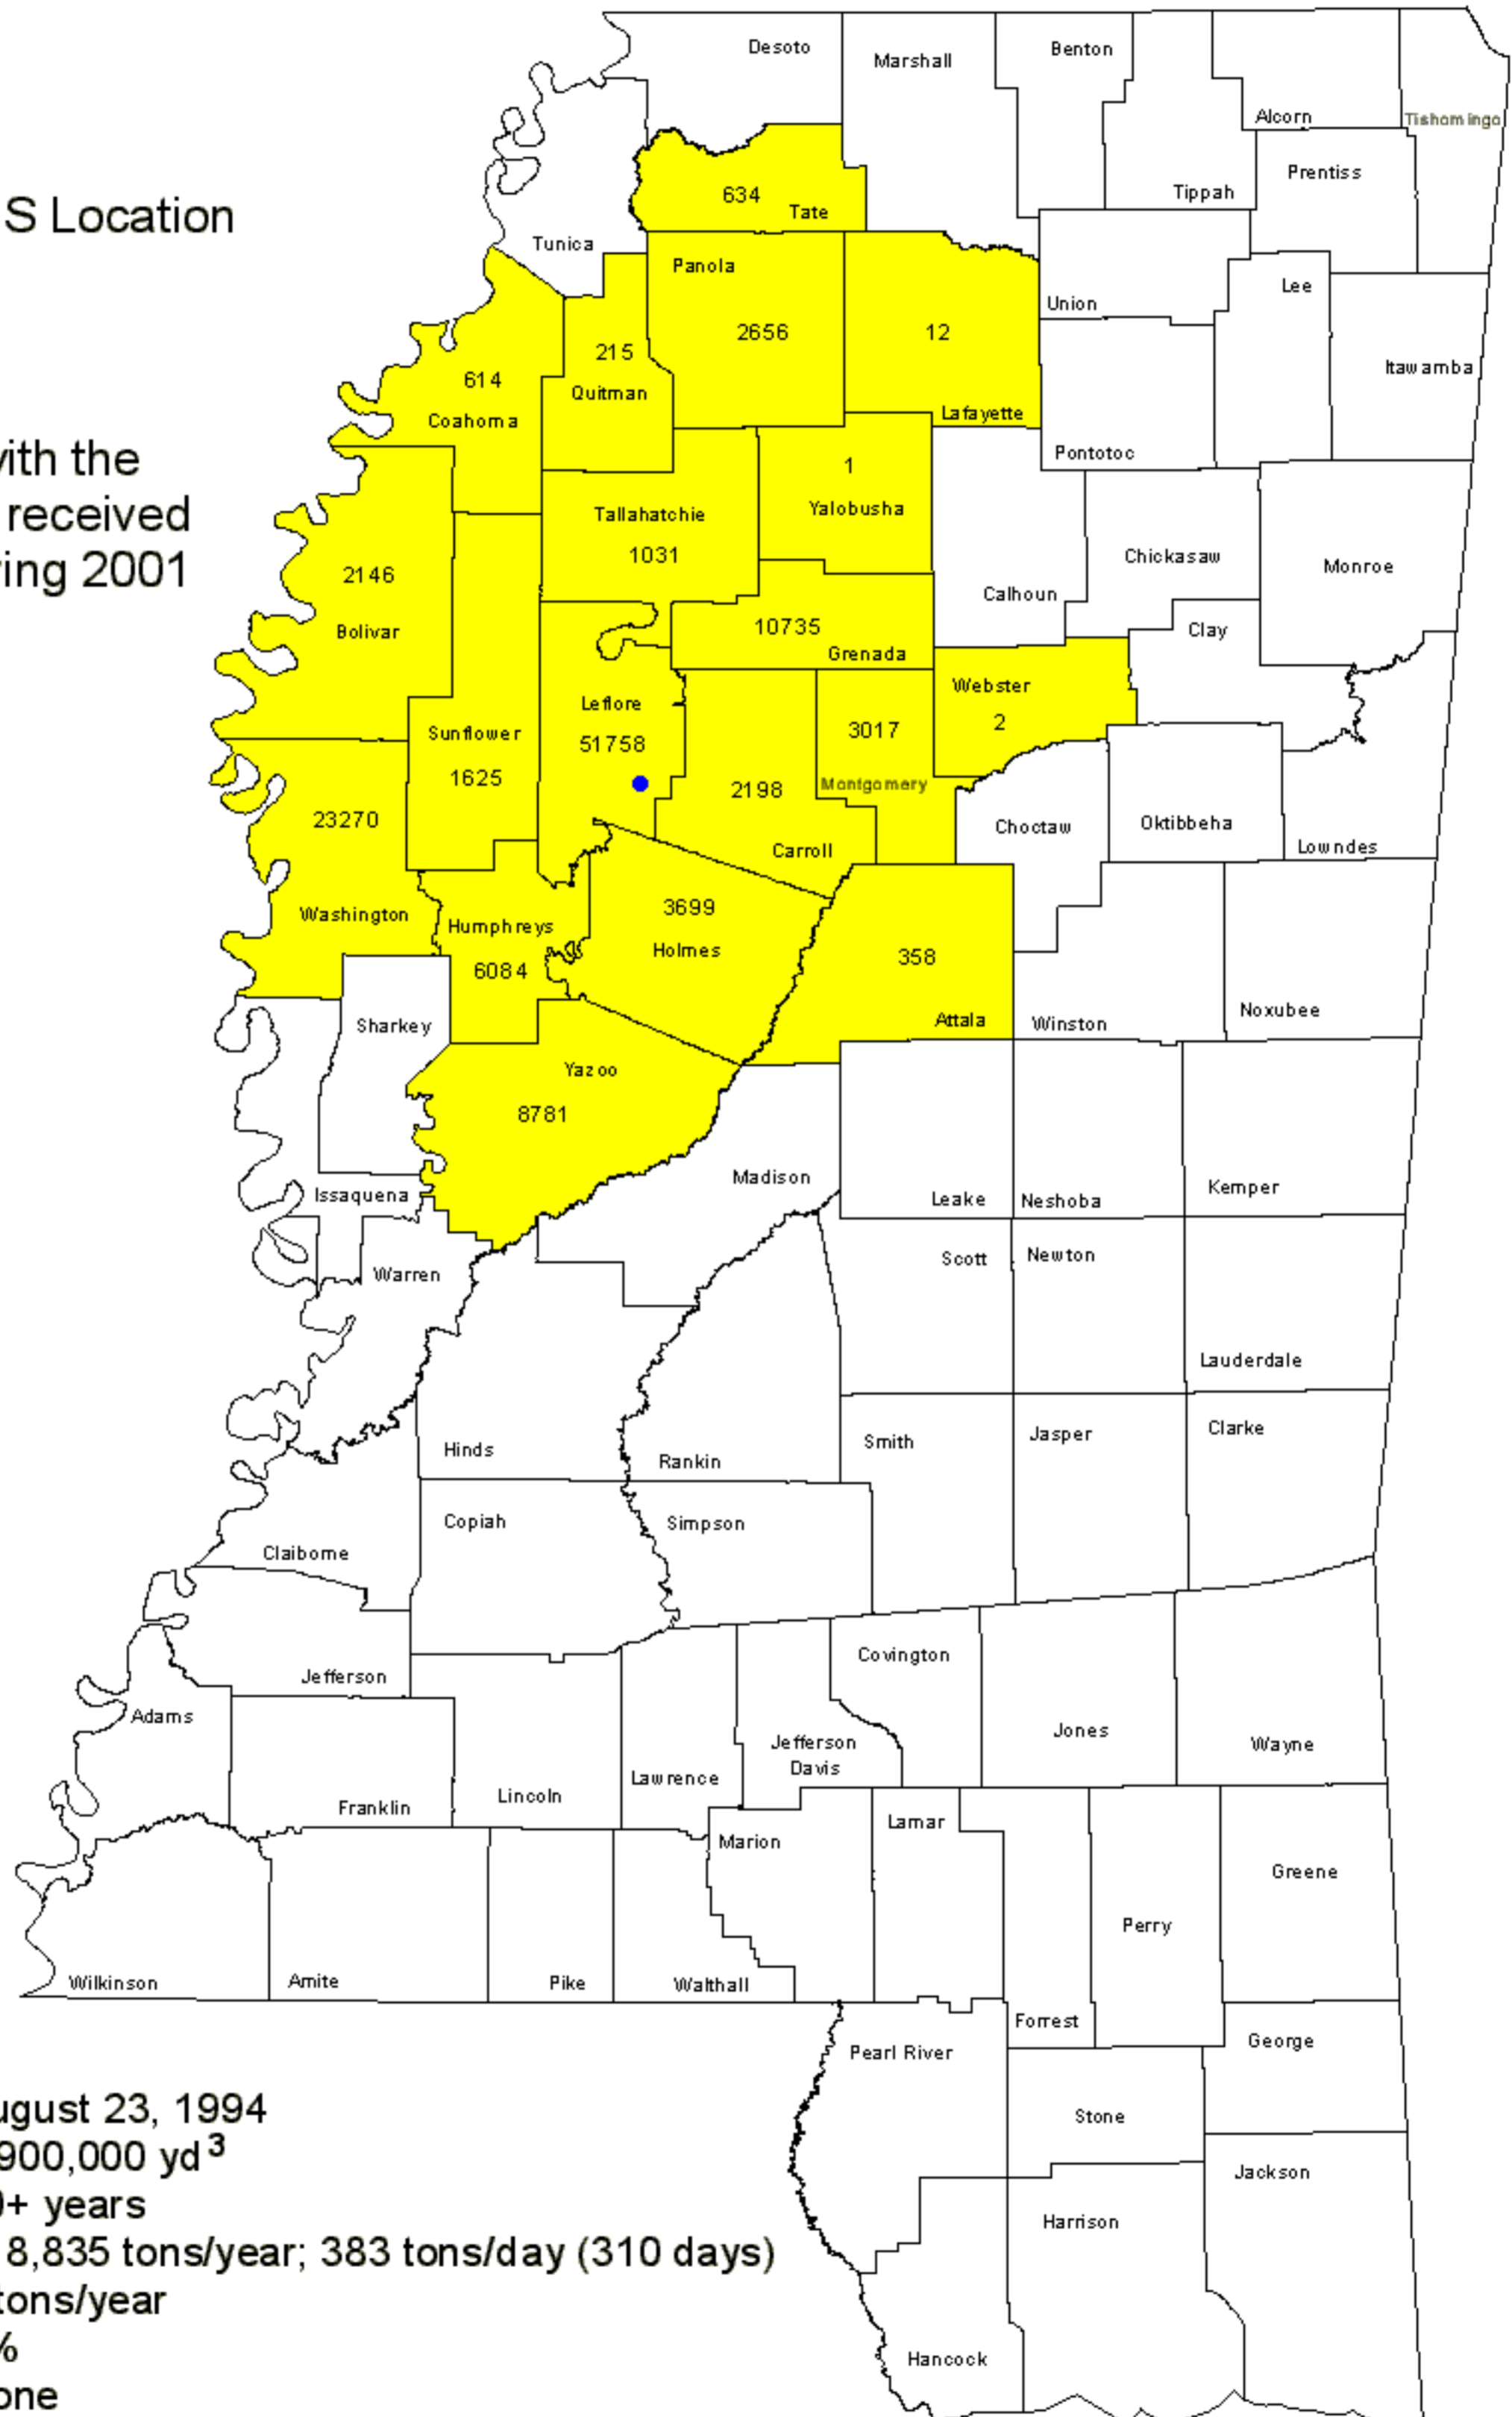 S Location
with the
received
ring 2001
Desoto
Marshall
Benton
Alcorn
Tishomingo
Prentiss
Tippah
634
Tate
Tunica
Panola
2656
12
Lafayette
Union
Lee
Itawamba
215
Quitman
614
Coahoma
Pontotoc
1
Yalobusha
Tallahatchie
1031
Chickasaw
Monroe
Calhoun
Clay
2146
Bolivar
10735
Grenada
Webster
2
Leflore
51758
Sunflower
1625
3017
Montgomery
2198
Carroll
Choctaw
Oktibbeha
Lowndes
23270
Washington
Humphreys
6084
3699
Holmes
358
Attala
Winston
Noxubee
Sharkey
Yazoo
8781
Issaquena
Madison
Leake
Neshoba
Kemper
Warren
Scott
Newton
Lauderdale
Hinds
Rankin
Smith
Jasper
Clarke
Claiborne
Copiah
Simpson
Jefferson
Adams
Covington
Jones
Wayne
Jefferson
Davis
Lawrence
Lincoln
Franklin
Marion
Lamar
Greene
Perry
Wilkinson
Amite
Pike
Walthall
Forrest
George
Pearl River
Stone
Jackson
Harrison
Hancock
ugust 23, 1994
900,000 yd³
0+ years
8,835 tons/year; 383 tons/day (310 days)
tons/year
%
one